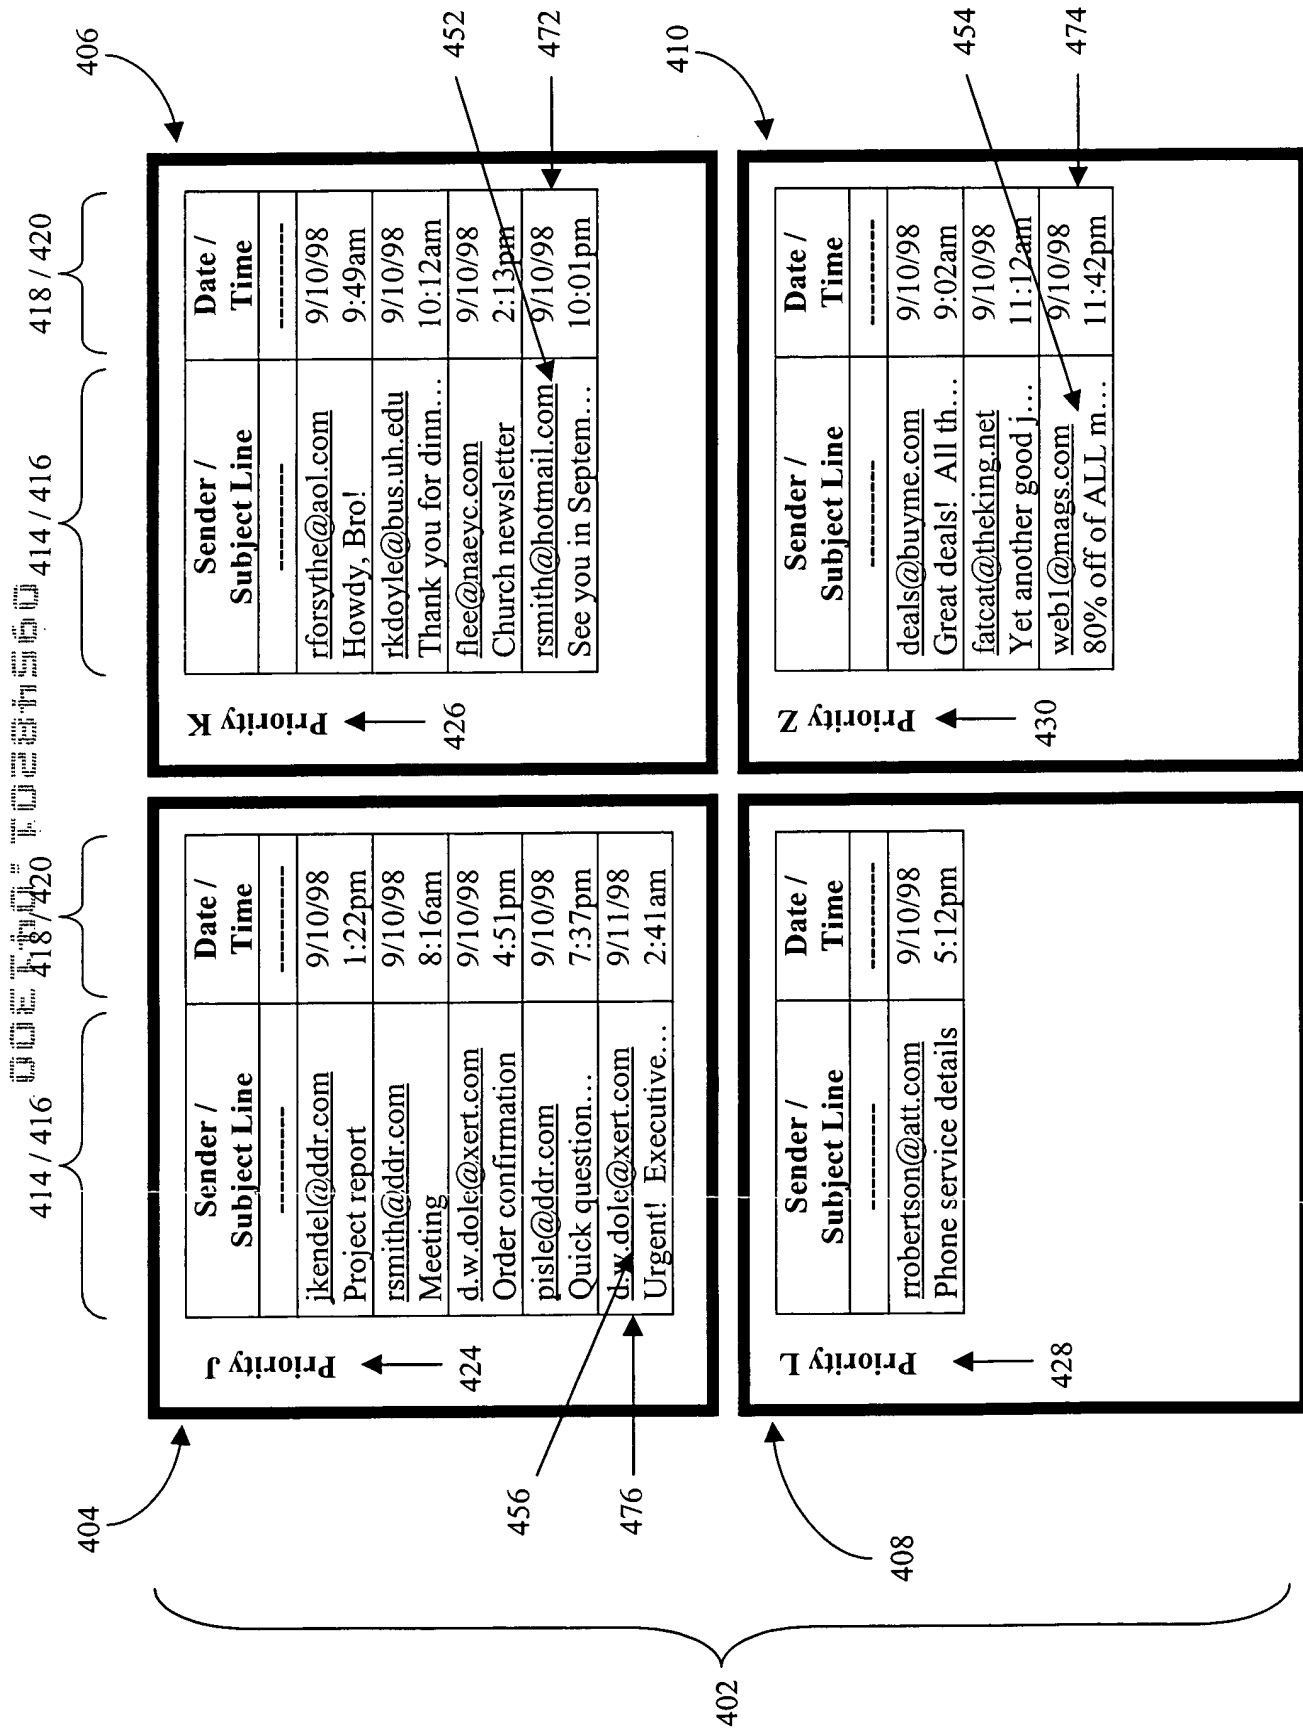 414 / 416
418 / 420
414 / 416
418 / 420
404
406
Priority J
424
Sender /
Subject Line
Date /
Time
----------
----------
jkendel@ddr.com
9/10/98
Project report
1:22pm
rsmith@ddr.com
9/10/98
Meeting
8:16am
d.w.dole@xert.com
9/10/98
Order confirmation
4:51pm
pisle@ddr.com
9/10/98
Quick question…
7:37pm
d.w.dole@xert.com
9/11/98
Urgent! Executive…
2:41am
456
476
Priority K
426
Sender /
Subject Line
Date /
Time
----------
----------
rforsythe@aol.com
9/10/98
Howdy, Bro!
9:49am
rkdoyle@bus.uh.edu
9/10/98
Thank you for dinn…
10:12am
flee@naeyc.com
9/10/98
Church newsletter
2:13pm
rsmith@hotmail.com
9/10/98
See you in Septem…
10:01pm
452
472
402
408
410
Priority L
428
Sender /
Subject Line
Date /
Time
----------
----------
rrobertson@att.com
9/10/98
Phone service details
5:12pm
Priority Z
430
Sender /
Subject Line
Date /
Time
----------
----------
deals@buyme.com
9/10/98
Great deals! All th…
9:02am
fatcat@theking.net
9/10/98
Yet another good j…
11:12am
web1@mags.com
9/10/98
80% off of ALL m…
11:42pm
454
474